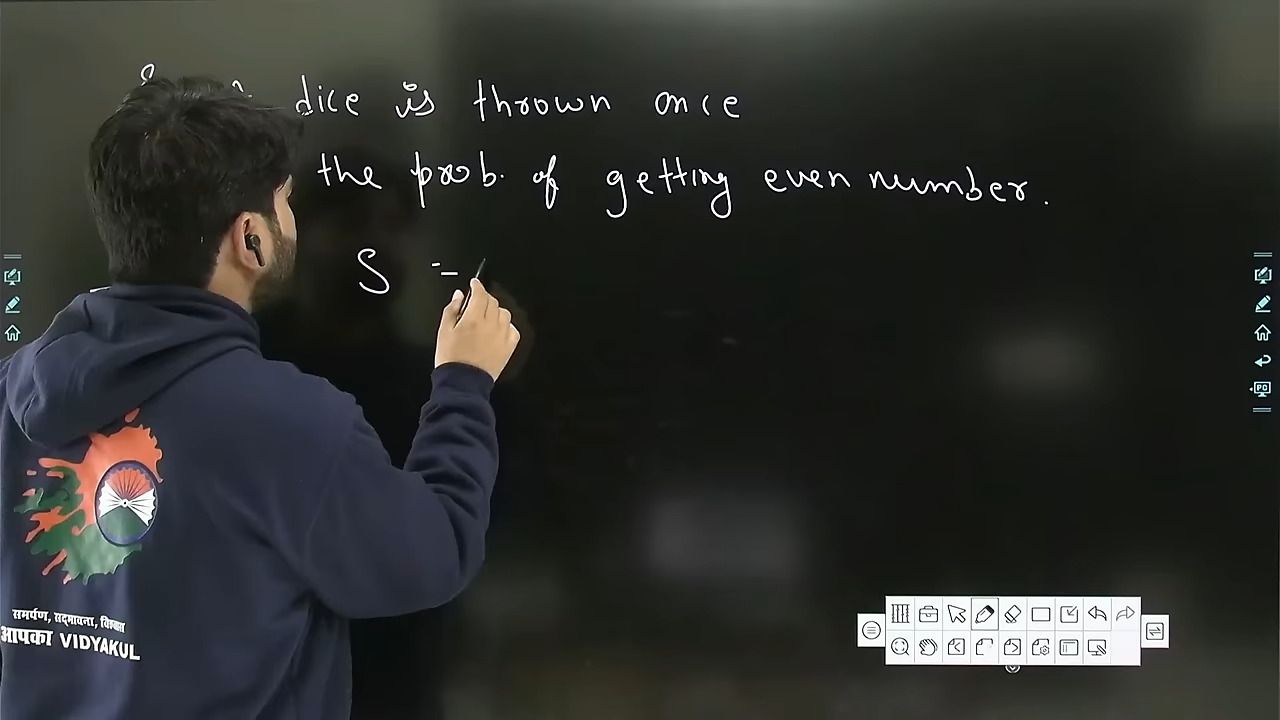 dice is thrown once
the prob. of getting even number.
S =
समर्पण, सद्भावना, विश्वास
आपका VIDYAKUL